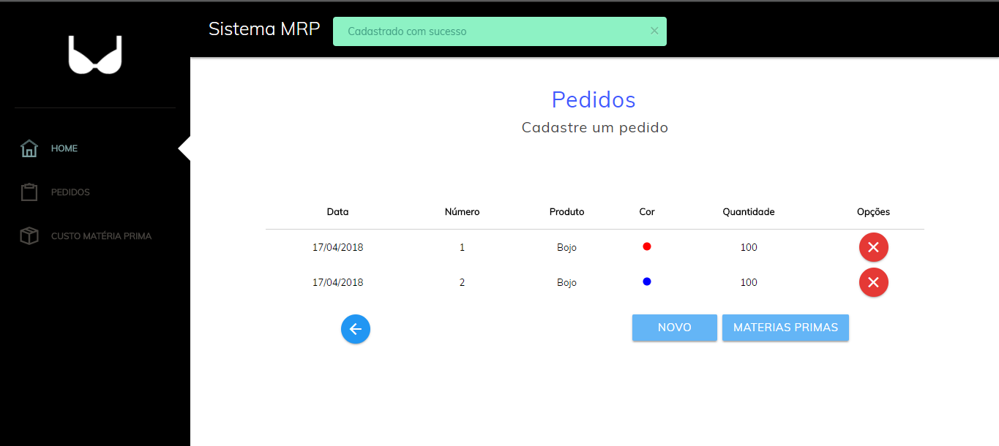 Sistema MRP
Cadastrado com sucesso ×
HOME
PEDIDOS
CUSTO MATÉRIA PRIMA
Pedidos
Cadastre um pedido
Data Número Produto Cor Quantidade Opções
17/04/2018 1 Bojo 100
17/04/2018 2 Bojo 100
NOVO MATERIAS PRIMAS